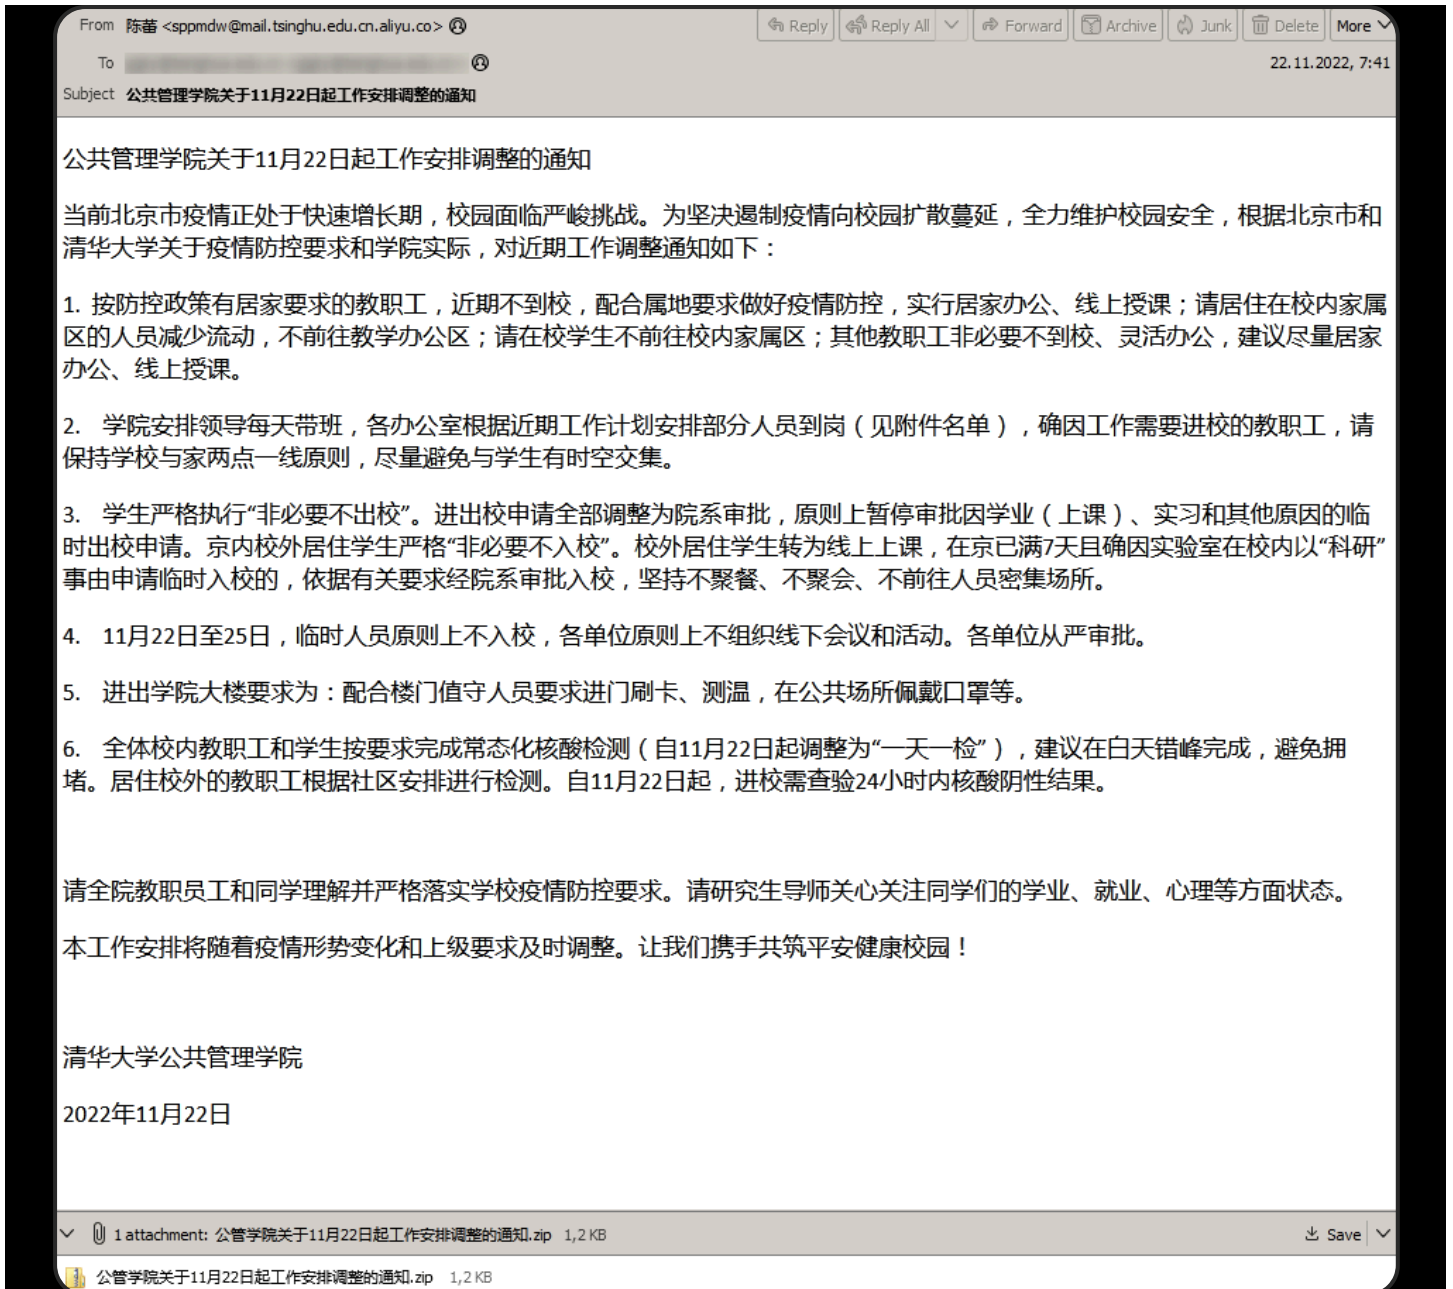 From 陈蕾 <sppmdw@mail.tsinghu.edu.cn.aliyu.co>
Reply Reply All Forward Archive Junk Delete More
To
22.11.2022, 7:41
Subject 公共管理学院关于11月22日起工作安排调整的通知
公共管理学院关于11月22日起工作安排调整的通知
当前北京市疫情正处于快速增长期，校园面临严峻挑战。为坚决遏制疫情向校园扩散蔓延，全力维护校园安全，根据北京市和
清华大学关于疫情防控要求和学院实际，对近期工作调整通知如下：
1. 按防控政策有居家要求的教职工，近期不到校，配合属地要求做好疫情防控，实行居家办公、线上授课；请居住在校内家属
区的人员减少流动，不前往教学办公区；请在校学生不前往校内家属区；其他教职工非必要不到校、灵活办公，建议尽量居家
办公、线上授课。
2. 学院安排领导每天带班，各办公室根据近期工作计划安排部分人员到岗（见附件名单），确因工作需要进校的教职工，请
保持学校与家两点一线原则，尽量避免与学生有时空交集。
3. 学生严格执行“非必要不出校”。进出校申请全部调整为院系审批，原则上暂停审批因学业（上课）、实习和其他原因的临
时出校申请。京内校外居住学生严格“非必要不入校”。校外居住学生转为线上上课，在京已满7天且确因实验室在校内以“科研”
事由申请临时入校的，依据有关要求经院系审批入校，坚持不聚餐、不聚会、不前往人员密集场所。
4. 11月22日至25日，临时人员原则上不入校，各单位原则上不组织线下会议和活动。各单位从严审批。
5. 进出学院大楼要求为：配合楼门值守人员要求进门刷卡、测温，在公共场所佩戴口罩等。
6. 全体校内教职工和学生按要求完成常态化核酸检测（自11月22日起调整为“一天一检”），建议在白天错峰完成，避免拥
堵。居住校外的教职工根据社区安排进行检测。自11月22日起，进校需查验24小时内核酸阴性结果。
请全院教职员工和同学理解并严格落实学校疫情防控要求。请研究生导师关心关注同学们的学业、就业、心理等方面状态。
本工作安排将随着疫情形势变化和上级要求及时调整。让我们携手共筑平安健康校园！
清华大学公共管理学院
2022年11月22日
1 attachment: 公管学院关于11月22日起工作安排调整的通知.zip 1,2 KB
Save
公管学院关于11月22日起工作安排调整的通知.zip 1,2 KB